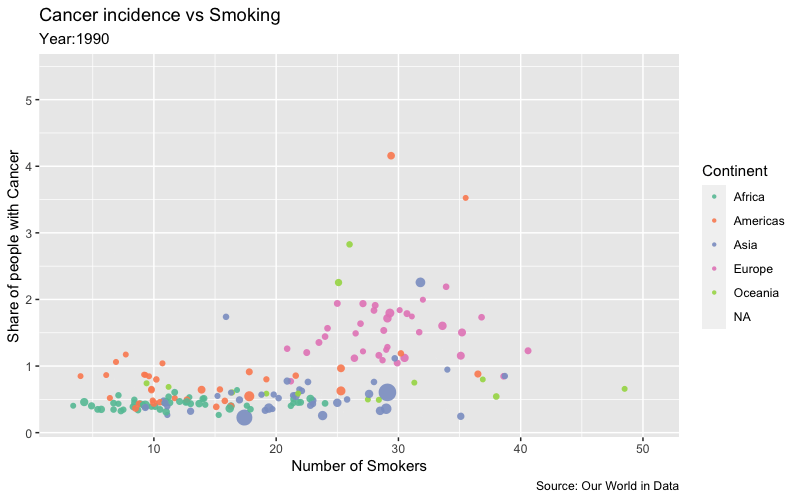 Cancer incidence vs Smoking
Year:1990
Share of people with Cancer
5
4
3
2
1
0
10
20
30
40
50
Number of Smokers
Continent
Africa
Americas
Asia
Europe
Oceania
NA
Source: Our World in Data